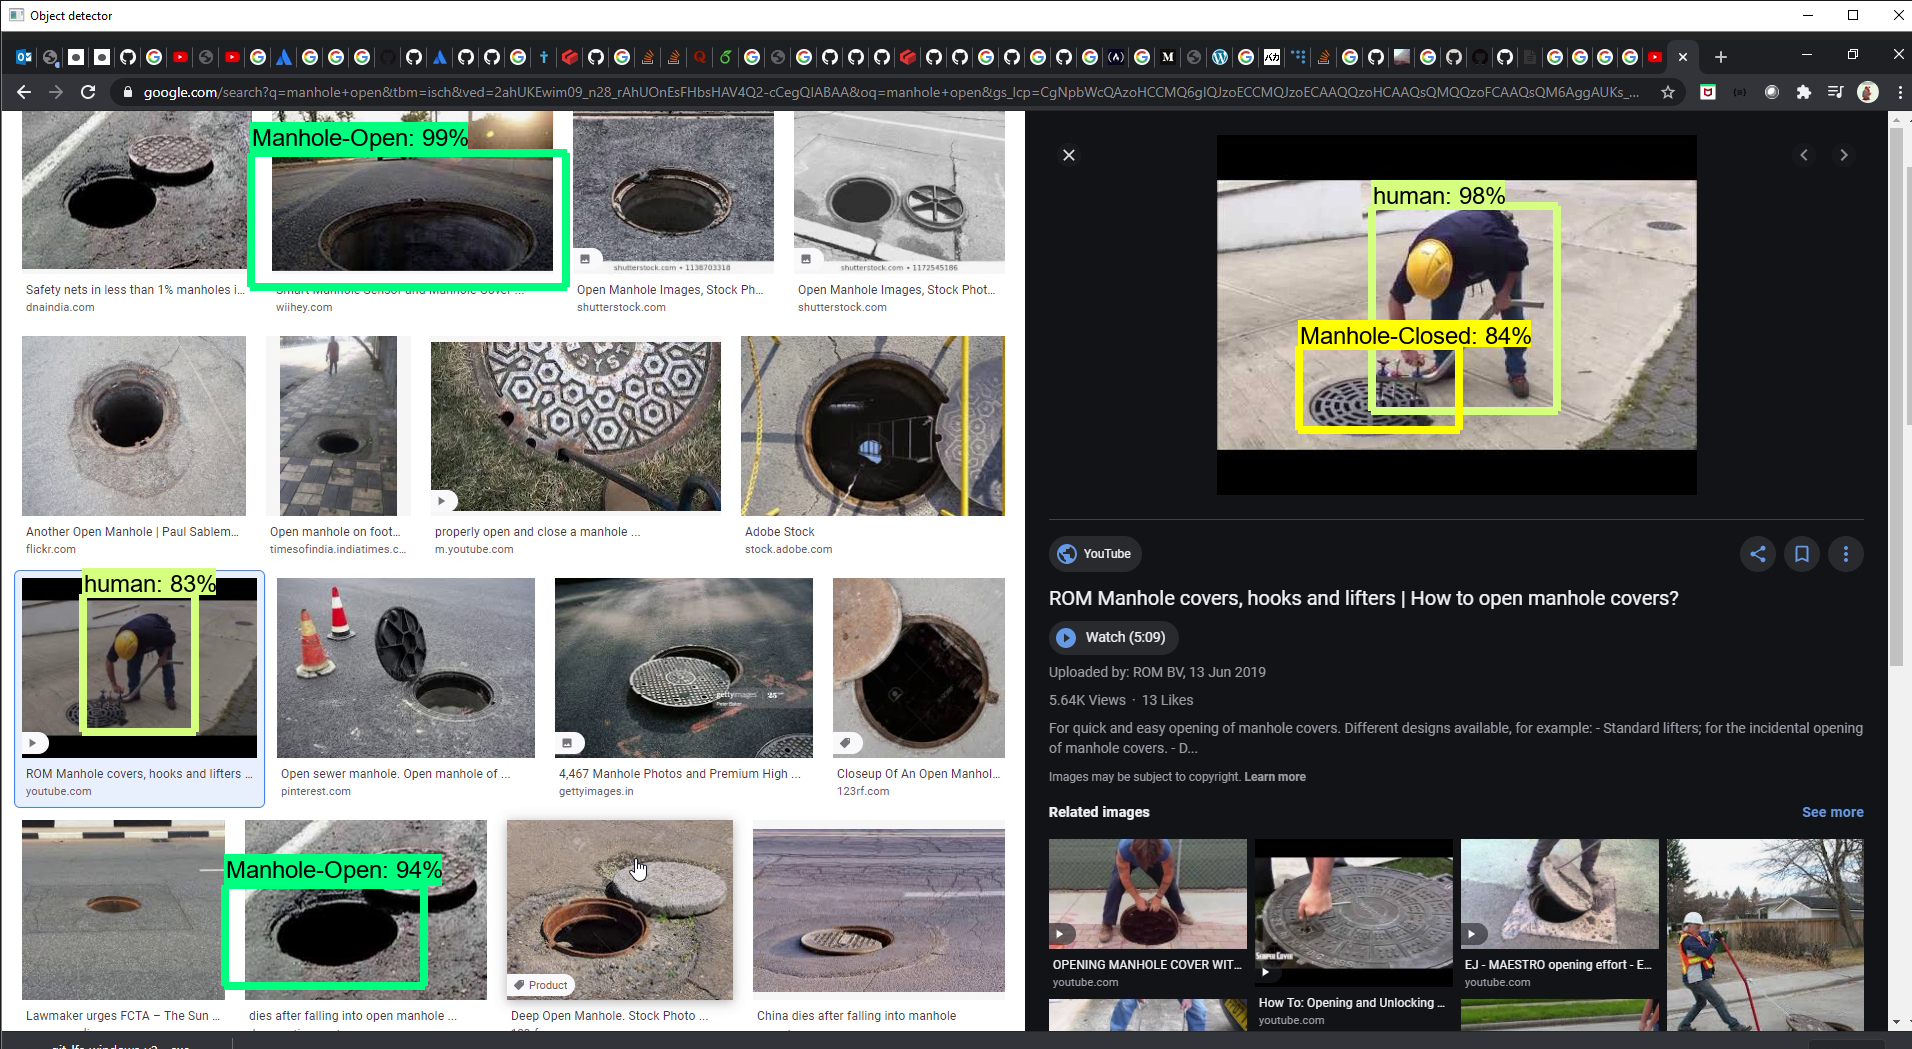 Object detector
google.com/search?q=manhole+open&tbm=isch&ved=2ahUKEwim09_n28_rAhUOnEsFHbsHAV4Q2-cCegQIABAA&oq=manhole+open&gs_lcp=CgNpbWcQAzoHCCMQ6gIQJzoECCMQJzoECAAQQzoHCAAQsQMQQzoFCAAQsQM6AggAUKs_...
Manhole-Open: 99%
shutterstock.com • 1138703318
shutterstock.com • 1172545186
Safety nets in less than 1% manholes i...
dnaindia.com
wiihey.com
Open Manhole Images, Stock Ph...
shutterstock.com
Open Manhole Images, Stock Phot...
shutterstock.com
SYS
Another Open Manhole | Paul Sablem...
flickr.com
Open manhole on foot...
timesofindia.indiatimes.c...
properly open and close a manhole ...
m.youtube.com
Adobe Stock
stock.adobe.com
human: 83%
gettyimages
Peter Baker
ROM Manhole covers, hooks and lifters ...
youtube.com
Open sewer manhole. Open manhole of ...
pinterest.com
4,467 Manhole Photos and Premium High ...
gettyimages.in
Closeup Of An Open Manhol...
123rf.com
Manhole-Open: 94%
Product
Lawmaker urges FCTA – The Sun ...
dies after falling into open manhole ...
Deep Open Manhole. Stock Photo ...
China dies after falling into manhole
human: 98%
Manhole-Closed: 84%
YouTube
ROM Manhole covers, hooks and lifters | How to open manhole covers?
Watch (5:09)
Uploaded by: ROM BV, 13 Jun 2019
5.64K Views · 13 Likes
For quick and easy opening of manhole covers. Different designs available, for example: - Standard lifters; for the incidental opening
of manhole covers. - D...
Images may be subject to copyright. Learn more
Related images
See more
OPENING MANHOLE COVER WIT...
youtube.com
How To: Opening and Unlocking ...
youtube.com
EJ - MAESTRO opening effort - E...
youtube.com